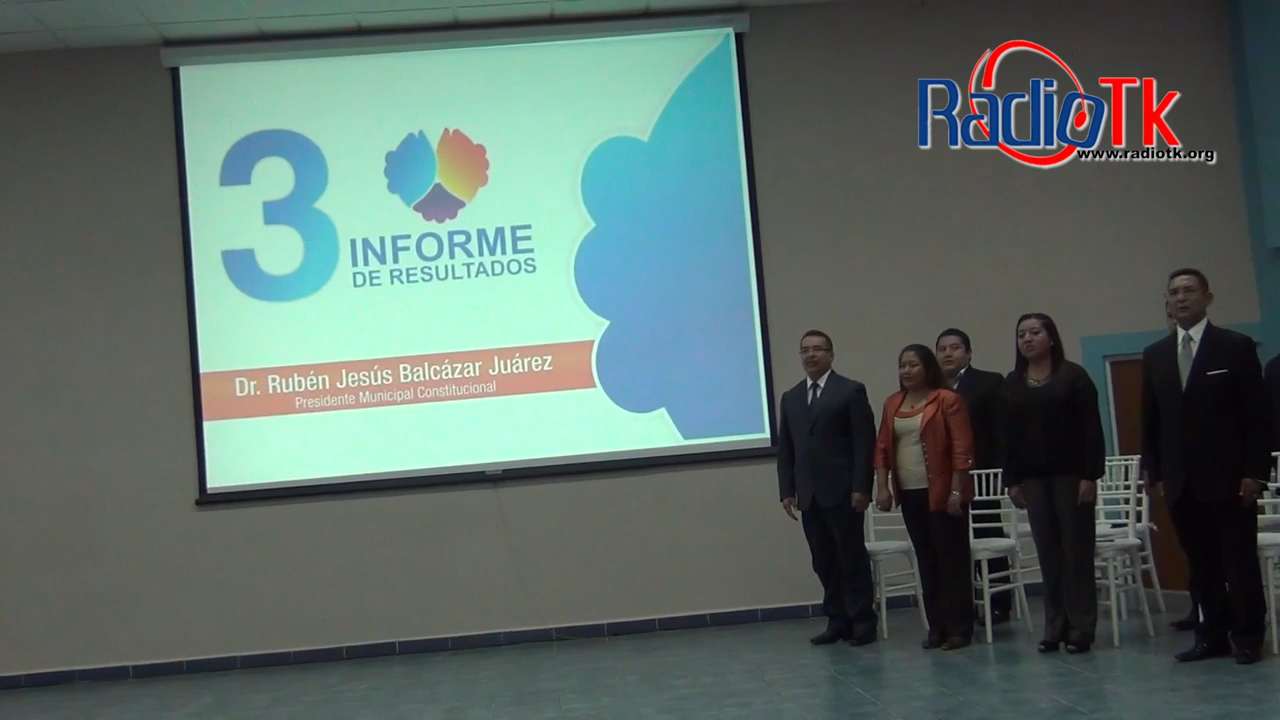 3
INFORME
DE RESULTADOS
Dr. Rubén Jesús Balcázar Juárez
Presidente Municipal Constitucional
RadioTk
www.radiotk.org